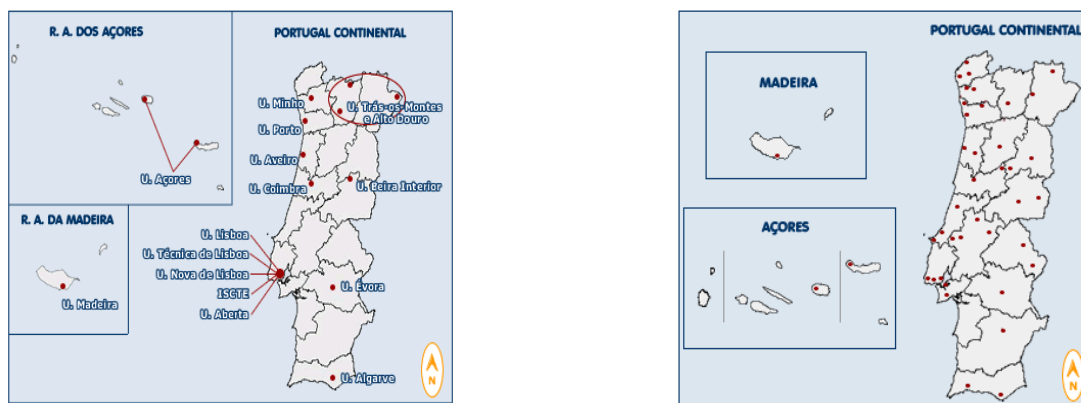 R. A. DOS AÇORES
PORTUGAL CONTINENTAL
U. Minho
U. Trás-os-Montes
e Alto Douro
U. Porto
U. Aveiro
U. Açores
U. Coimbra
U. Beira Interior
R. A. DA MADEIRA
U. Lisboa
U. Técnica de Lisboa
U. Nova de Lisboa
ISCTE
U. Aberta
U. Évora
U. Madeira
U. Algarve
N
PORTUGAL CONTINENTAL
MADEIRA
AÇORES
N